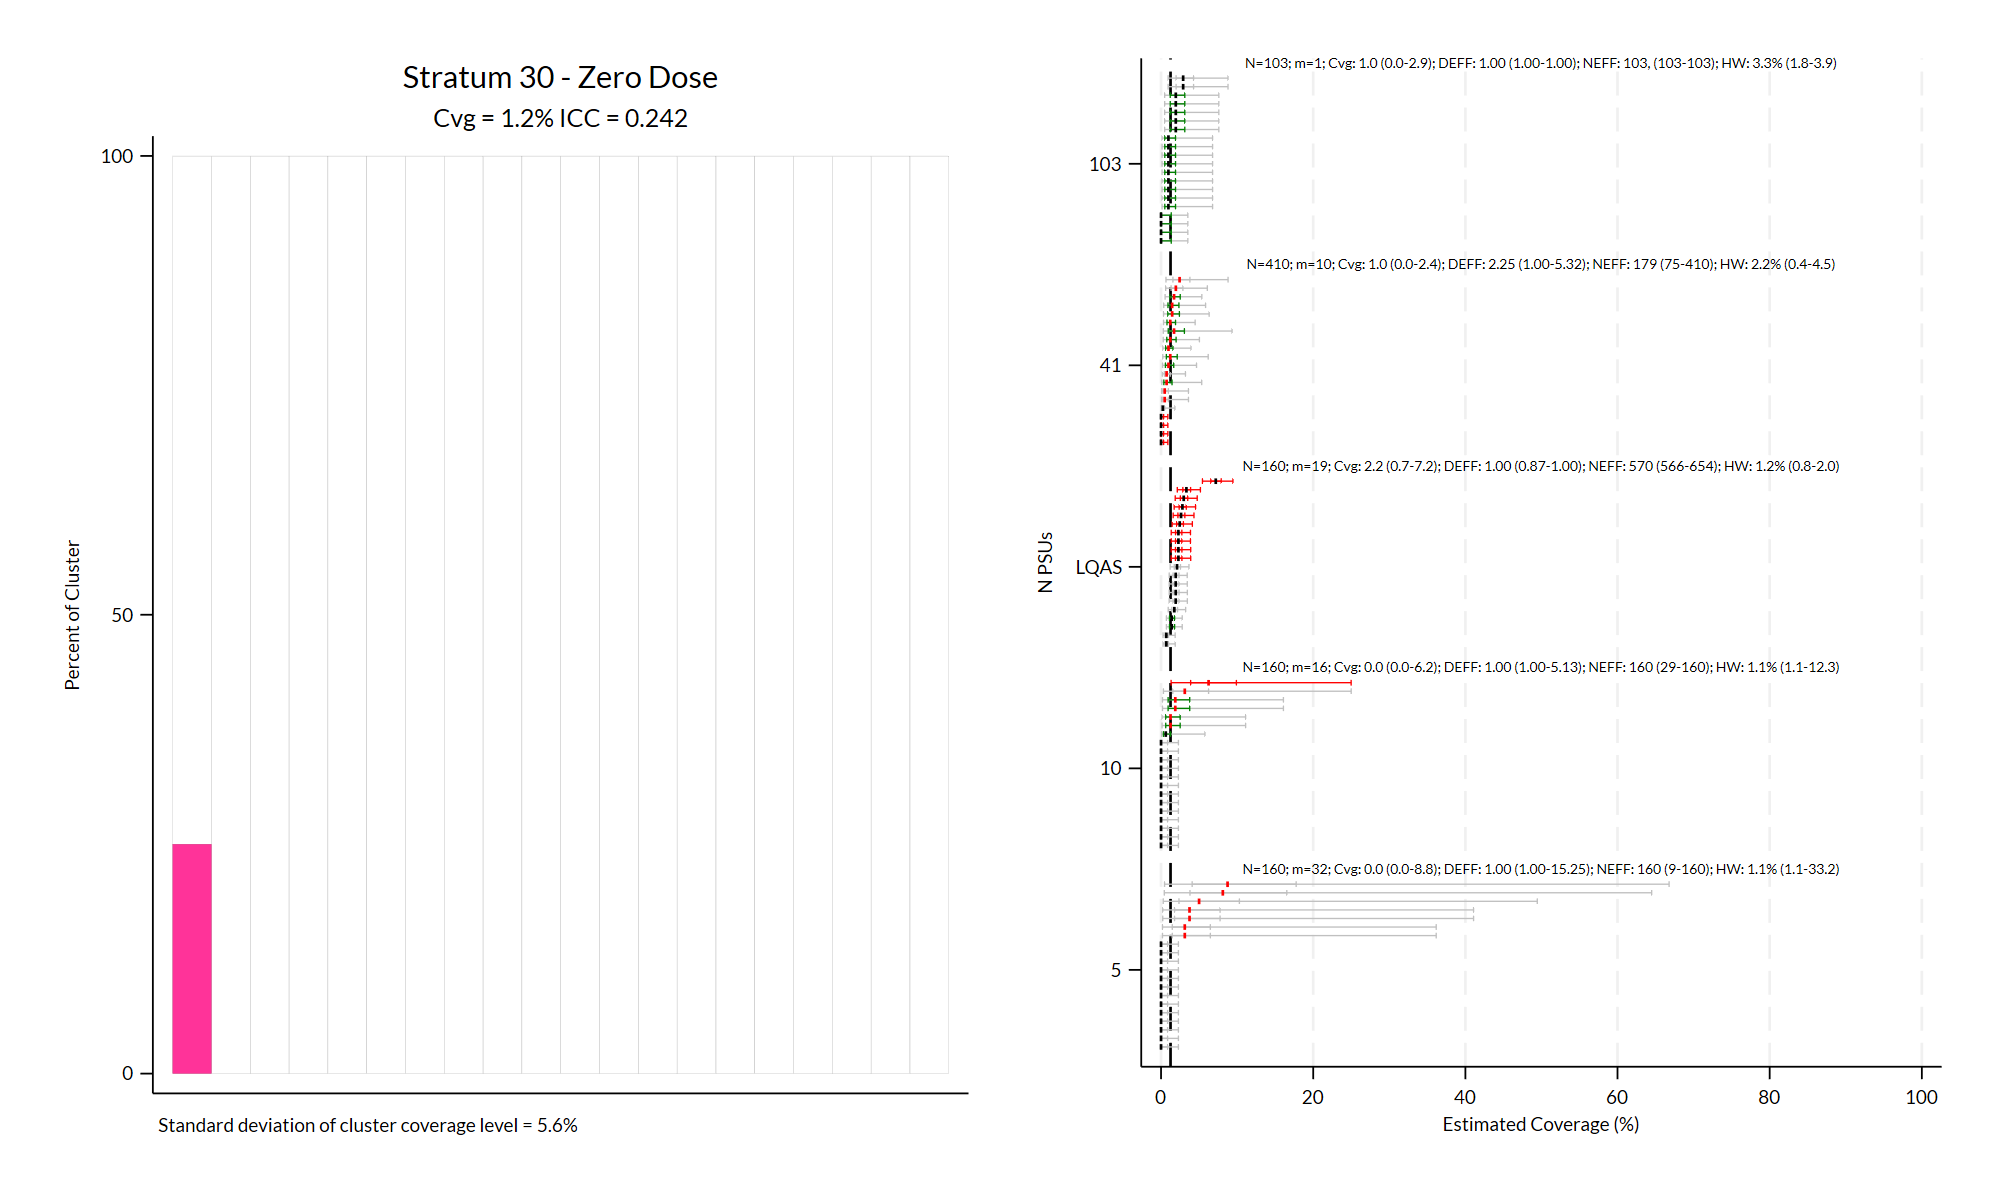 Stratum 30 - Zero Dose
Cvg = 1.2% ICC = 0.242
100
50
0
Percent of Cluster
Standard deviation of cluster coverage level = 5.6%
N=103; m=1; Cvg: 1.0 (0.0-2.9); DEFF: 1.00 (1.00-1.00); NEFF: 103, (103-103); HW: 3.3% (1.8-3.9)
103
N=410; m=10; Cvg: 1.0 (0.0-2.4); DEFF: 2.25 (1.00-5.32); NEFF: 179 (75-410); HW: 2.2% (0.4-4.5)
41
N=160; m=19; Cvg: 2.2 (0.7-7.2); DEFF: 1.00 (0.87-1.00); NEFF: 570 (566-654); HW: 1.2% (0.8-2.0)
LQAS
N=160; m=16; Cvg: 0.0 (0.0-6.2); DEFF: 1.00 (1.00-5.13); NEFF: 160 (29-160); HW: 1.1% (1.1-12.3)
10
N=160; m=32; Cvg: 0.0 (0.0-8.8); DEFF: 1.00 (1.00-15.25); NEFF: 160 (9-160); HW: 1.1% (1.1-33.2)
5
N PSUs
0 20 40 60 80 100
Estimated Coverage (%)